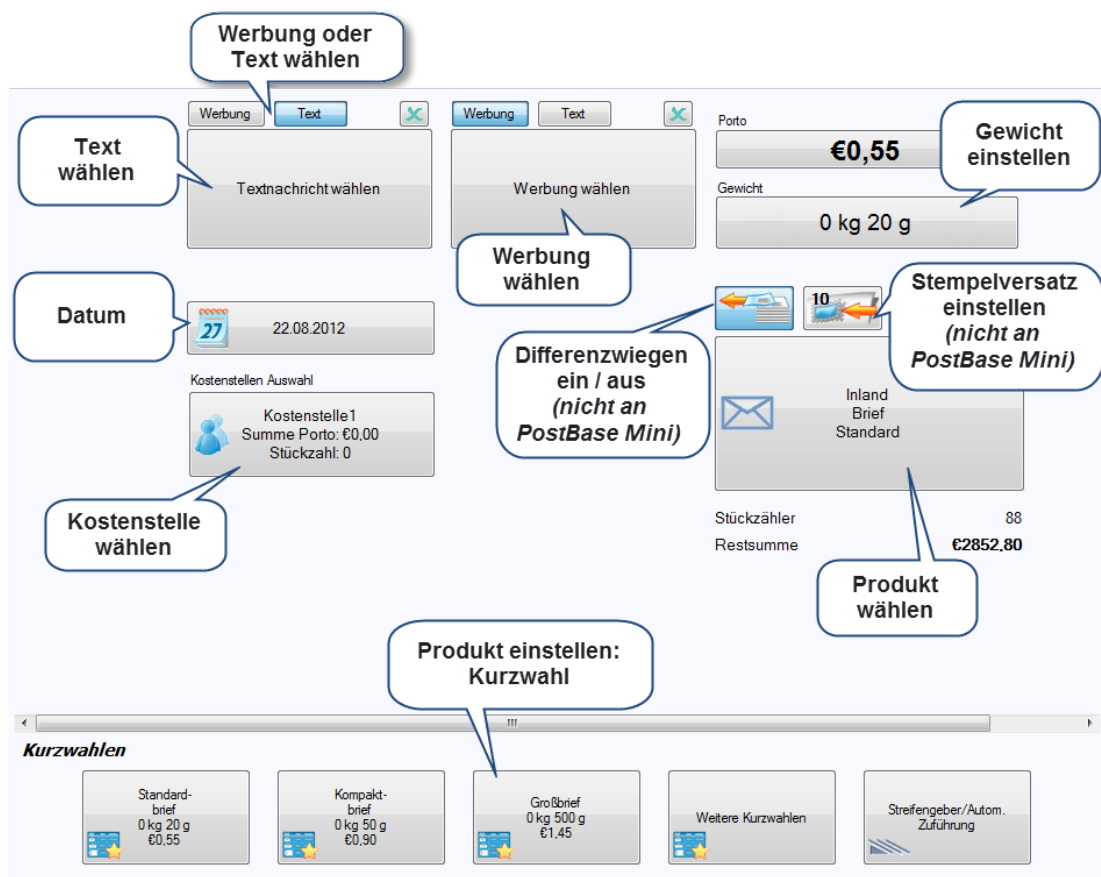 Werbung oder
Text wählen
Werbung
Text
Werbung
Text
Text
wählen
Textnachricht wählen
Werbung wählen
Werbung
wählen
Porto
€0,55
Gewicht
einstellen
Gewicht
0 kg 20 g
Datum
27
22.08.2012
10
Stempelversatz
einstellen
(nicht an
PostBase Mini)
Differenzwiegen
ein / aus
(nicht an
PostBase Mini)
Inland
Brief
Standard
Kostenstellen Auswahl
Kostenstelle1
Summe Porto: €0,00
Stückzahl: 0
Kostenstelle
wählen
Stückzähler 88
Restsumme €2852,80
Produkt
wählen
Produkt einstellen:
Kurzwahl
Kurzwahlen
Standard-
brief
0 kg 20 g
€0,55
Kompakt-
brief
0 kg 50 g
€0,90
Großbrief
0 kg 500 g
€1,45
Weitere Kurzwahlen
Streifengeber/Autom.
Zuführung